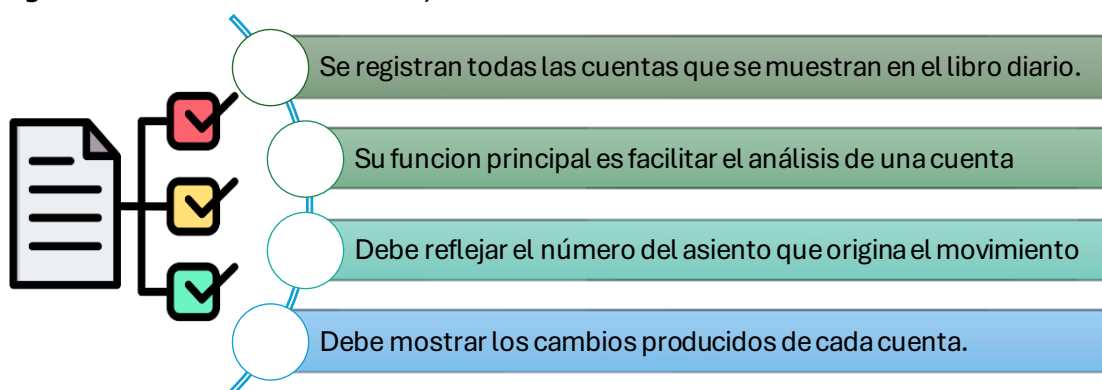 Se registran todas las cuentas que se muestran en el libro diario.
Su funcion principal es facilitar el análisis de una cuenta
Debe reflejar el número del asiento que origina el movimiento
Debe mostrar los cambios producidos de cada cuenta.